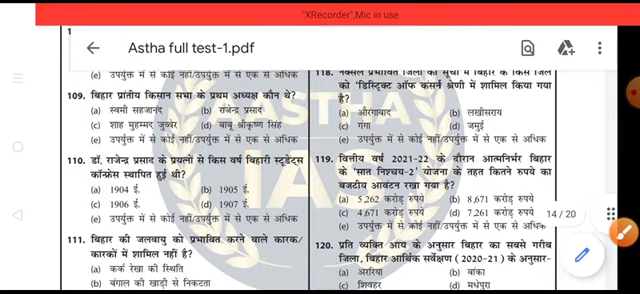 "XRecorder",Mic in use
Astha full test-1.pdf
(e) उपर्युक्त में से कोई नहीं/उपर्युक्त में से एक से अधिक
109. बिहार प्रांतीय किसान सभा के प्रथम अध्यक्ष कौन थे?
(a) स्वमी सहजानंद (b) राजेन्द्र प्रसाद
(c) शाह मुहम्मद जुब्बेर (d) बाबू श्रीकृष्ण सिंह
(e) उपर्युक्त में से कोई नहीं/उपर्युक्त में से एक से अधिक
110. डॉ. राजेन्द्र प्रसाद के प्रयत्नों से किस वर्ष बिहारी स्टूडेंट्स
कॉन्फ्रेंस स्थापित हुई थी?
(a) 1904 ई. (b) 1905 ई.
(c) 1906 ई. (d) 1907 ई.
(e) उपर्युक्त में से कोई नहीं/उपर्युक्त में से एक से अधिक
111. बिहार की जलवायु को प्रभावित करने वाले कारक/
कारकों में शामिल नहीं है?
(a) कर्क रेखा की स्थिति
(b) बंगाल की खाड़ी से निकटता
118. नक्सल प्रभावित जिलों की सूची में बिहार के किस जिले
को 'डिस्ट्रिक्ट ऑफ कंसर्न श्रेणी में शामिल किया गया
है?
(a) औरंगाबाद (b) लखीसराय
(c) गंगा (d) जमुई
(e) उपर्युक्त में से कोई नहीं/उपर्युक्त में से एक से अधिक
119. वित्तीय वर्ष 2021-22 के दौरान आत्मनिर्भर बिहार
के 'सात निश्चय-2' योजना के तहत कितने रुपये का
बजटीय आवंटन रखा गया है?
(a) 5,262 करोड़ रुपये (b) 8,671 करोड़ रुपये
(c) 4,671 करोड़ रुपये (d) 7,261 करोड़ रुपये
14 / 20
(e) उपर्युक्त में से कोई नहीं/उपर्युक्त में से एक से अधिक
120. प्रति व्यक्ति आय के अनुसार बिहार का सबसे गरीब
जिला, बिहार आर्थिक सर्वेक्षण (2020-21) के अनुसार-
(a) अररिया (b) बांका
(c) शिवहर (d) मधेपुरा
AASTHA
IAS